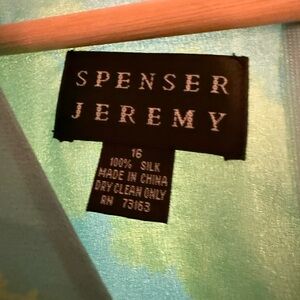 SPENSER
JEREMY
16
100% SILK
MADE IN CHINA
DRY CLEAN ONLY
RN 73163